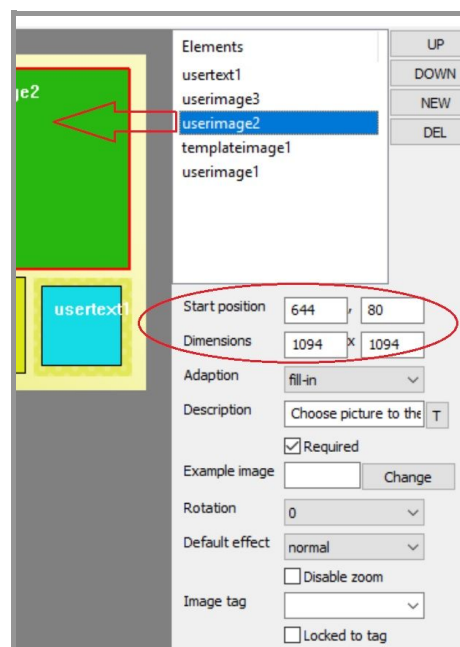 Elements
UP
usertext1
DOWN
userimage3
NEW
userimage2
DEL
templateimage1
userimage1
ge2
usertext1
Start position 644 , 80
Dimensions 1094 x 1094
Adaption fill-in
Description Choose picture to the T
Required
Example image Change
Rotation 0
Default effect normal
Disable zoom
Image tag
Locked to tag